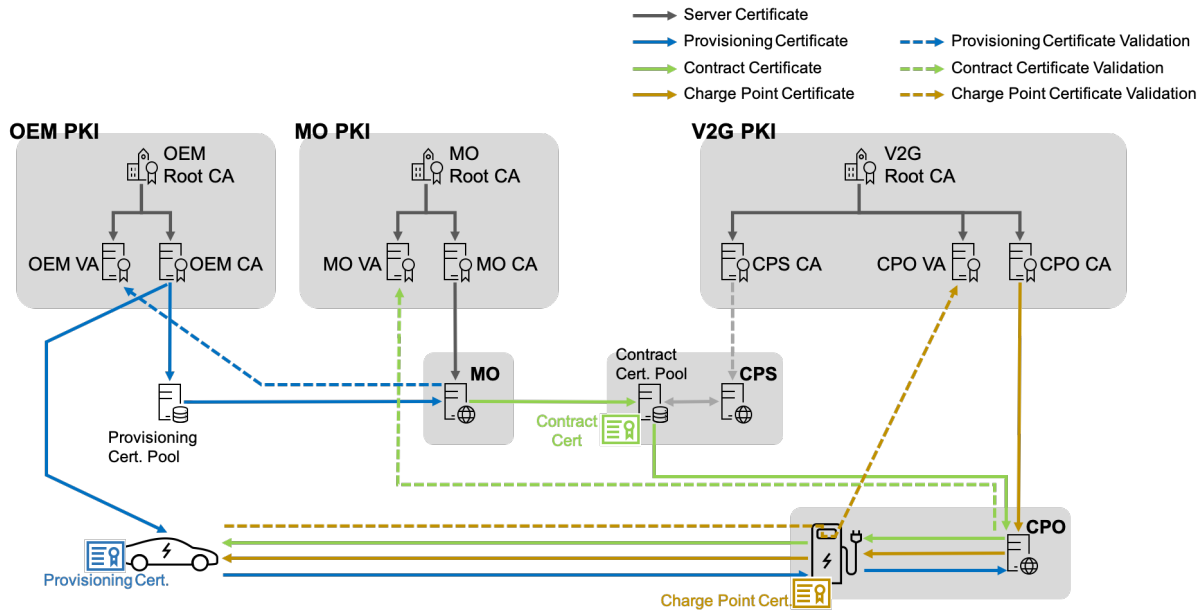 Server Certificate
Provisioning Certificate
Provisioning Certificate Validation
Contract Certificate
Contract Certificate Validation
Charge Point Certificate
Charge Point Certificate Validation
OEM PKI
MO PKI
V2G PKI
OEM
Root CA
MO
Root CA
V2G
Root CA
OEM VA
OEM CA
MO VA
MO CA
CPS CA
CPO VA
CPO CA
MO
Contract
Cert. Pool
CPS
Contract
Cert
Provisioning
Cert. Pool
CPO
Provisioning Cert.
Charge Point Cert.